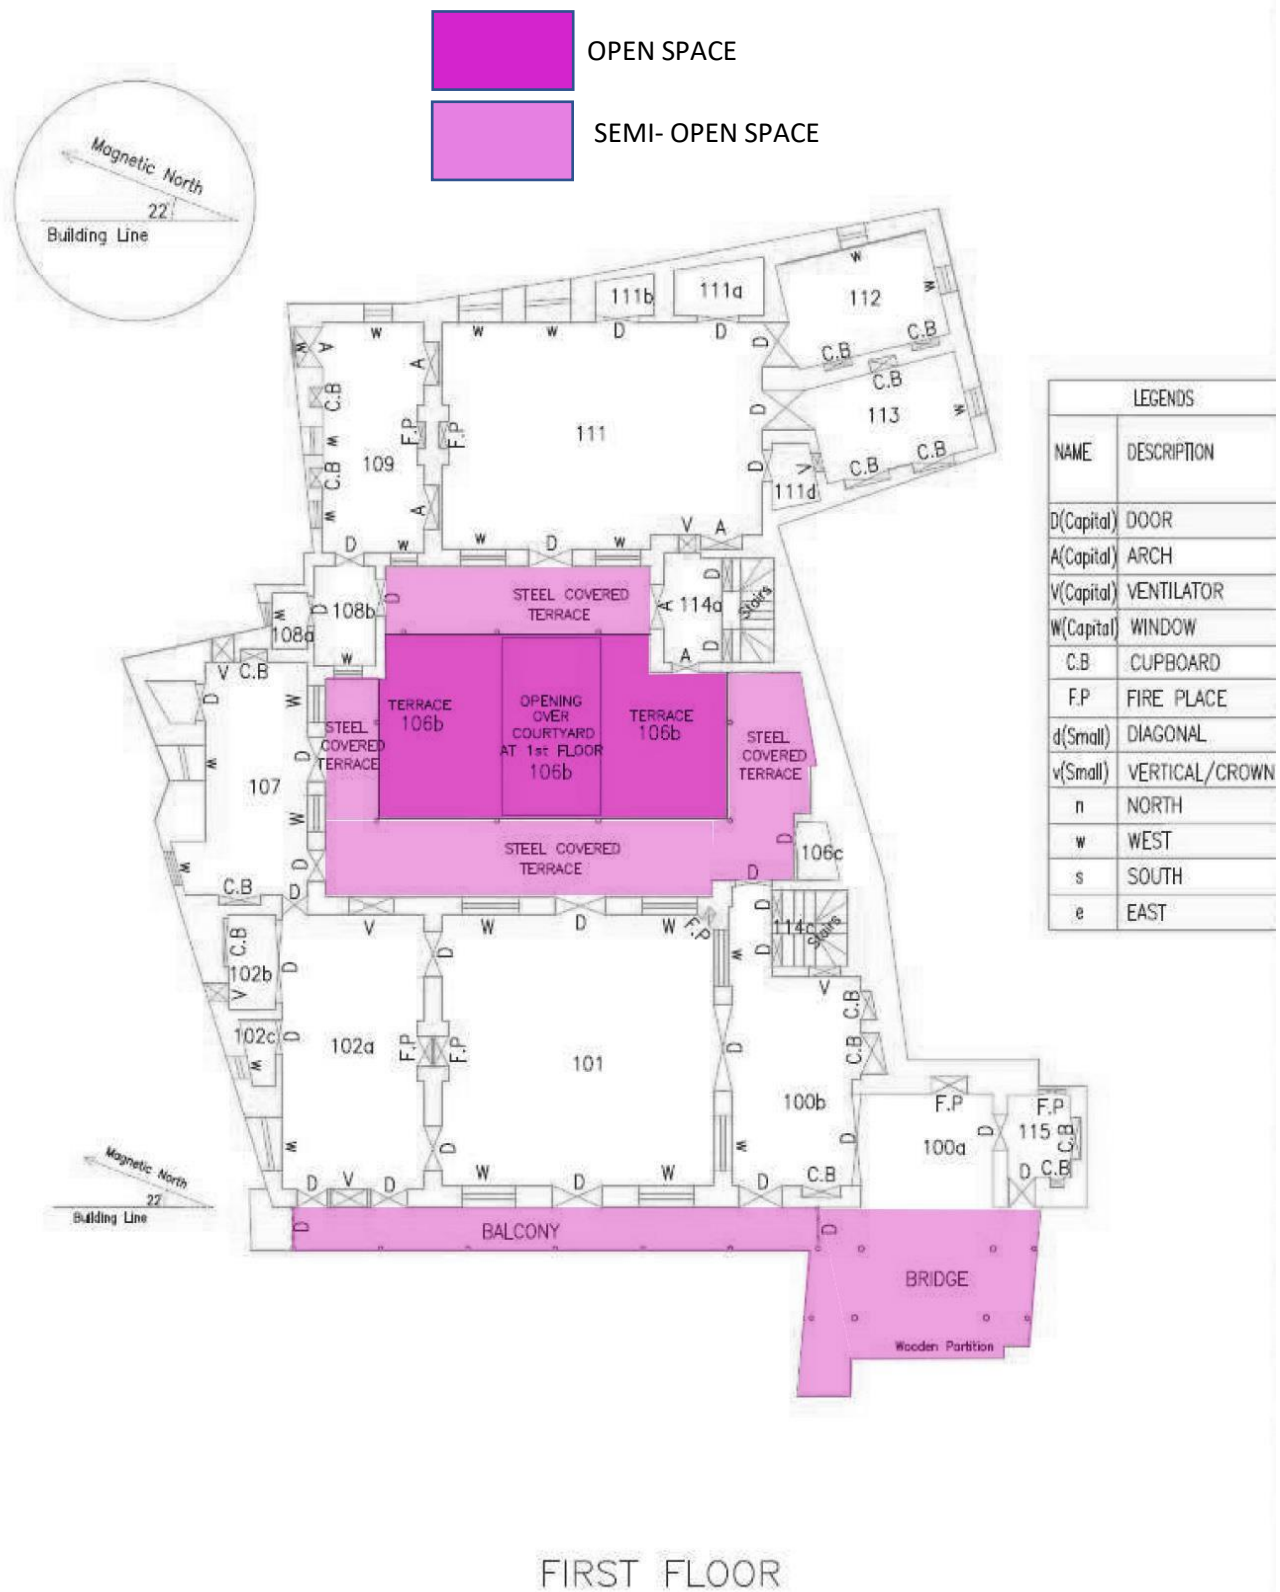 OPEN SPACE
SEMI- OPEN SPACE
Magnetic North
22
Building Line
111b
111a
112
W
W
D
D
C.B
C.B
W
W
W
W
A
A
D
D
C.B
C.B
113
W
F.P
F.P
111
109
W
C.B
C.B
C.B
D
V
111d
W
A
D
W
W
D
W
V
A
LEGENDS
NAME
DESCRIPTION
D(Capital) DOOR
A(Capital) ARCH
V(Capital) VENTILATOR
W(Capital) WINDOW
C.B CUPBOARD
F.P FIRE PLACE
d(Small) DIAGONAL
v(Small) VERTICAL/CROWN
n NORTH
w WEST
s SOUTH
e EAST
STEEL COVERED
TERRACE
D
108b
D
A
114a
D
Stairs
D
A
W
108a
W
V
C.B
D
W
TERRACE
106b
OPENING
OVER
COURTYARD
AT 1st FLOOR
106b
TERRACE
106b
STEEL
COVERED
TERRACE
STEEL
COVERED
TERRACE
W
D
107
W
W
D
STEEL COVERED
TERRACE
D
106c
D
C.B
D
V
W
D
W
F.P
D
D
114c
Stairs
V
C.B
102b
V
D
D
W
102c
W
D
102a
F.P
F.P
101
D
C.B
C.B
100b
F.P
100a
D
F.P
115
C.B
C.B
D
D
W
D
W
D
W
D
V
D
W
D
W
D
C.B
Magnetic North
22
Building Line
D
BALCONY
D
BRIDGE
Wooden Partition
FIRST FLOOR